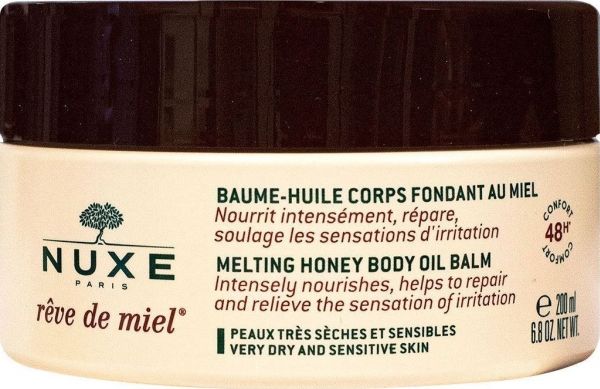 NUXE
PARIS
rêve de miel®
BAUME-HUILE CORPS FONDANT AU MIEL
Nourrit intensément, répare,
soulage les sensations d'irritation
MELTING HONEY BODY OIL BALM
Intensely nourishes, helps to repair
and relieve the sensation of irritation
PEAUX TRÈS SÈCHES ET SENSIBLES
VERY DRY AND SENSITIVE SKIN
CONFORT
48H*
COMFORT
e 200 ml
6.8 OZ. NET WT.